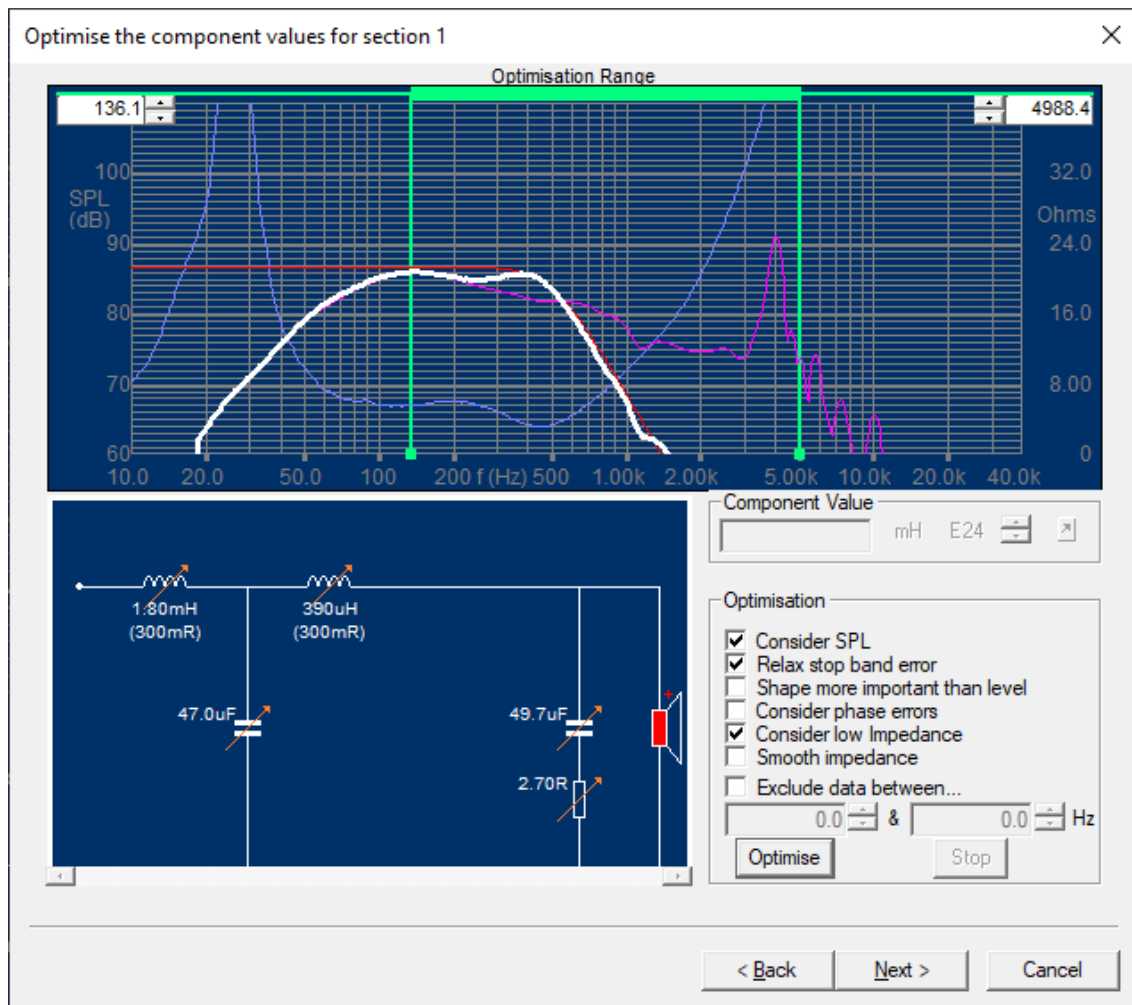 Optimise the component values for section 1
Optimisation Range
136.1
4988.4
100
32.0
SPL
(dB)
Ohms
90
24.0
80
16.0
70
8.00
60
0
10.0 20.0 50.0 100 200 f (Hz) 500 1.00k 2.00k 5.00k 10.0k 20.0k 40.0k
Component Value
mH E24
1.80mH
(300mR)
390uH
(300mR)
47.0uF
49.7uF
+
2.70R
Optimisation
Consider SPL
Relax stop band error
Shape more important than level
Consider phase errors
Consider low Impedance
Smooth impedance
Exclude data between...
0.0 & 0.0 Hz
Optimise Stop
< Back Next > Cancel